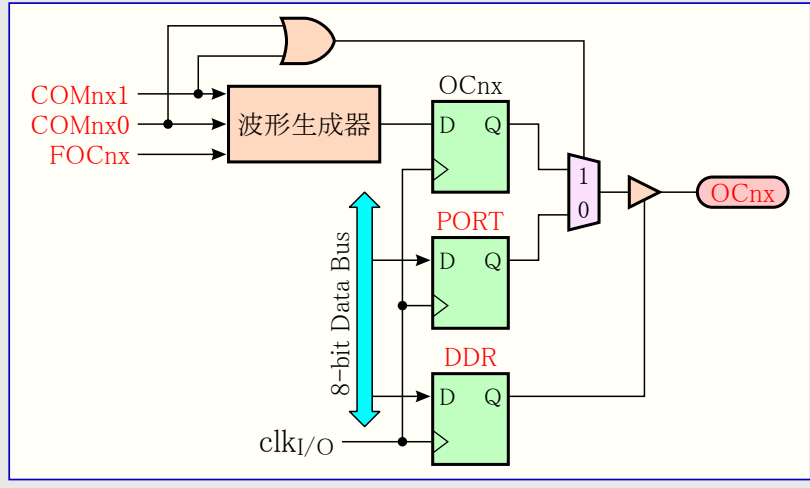 OCnx
COMnx1
COMnx0
FOCnx
波形生成器
D Q
1
0
OCnx
PORT
D Q
8-bit Data Bus
DDR
D Q
clkI/O